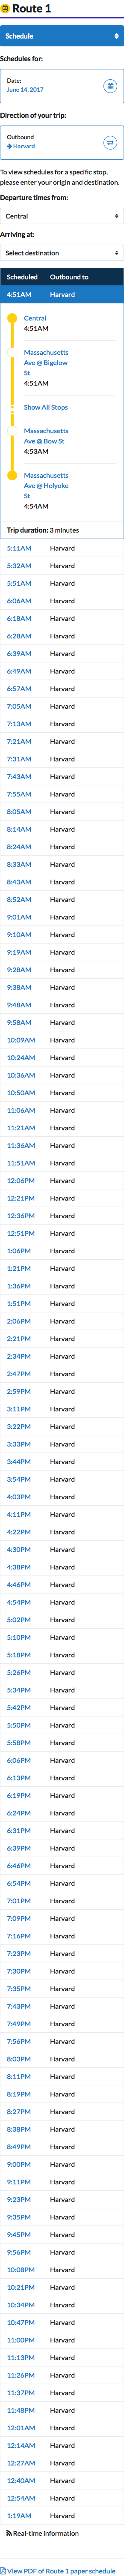 Route 1
Schedule
Schedules for:
Date:
June 14, 2017
Direction of your trip:
Outbound
Harvard
To view schedules for a specific stop,
please enter your origin and destination.
Departure times from:
Central
Arriving at:
Select destination
Scheduled Outbound to
4:51AM Harvard
Central
4:51AM
Massachusetts
Ave @ Bigelow
St
4:51AM
Show All Stops
Massachusetts
Ave @ Bow St
4:53AM
Massachusetts
Ave @ Holyoke
St
4:54AM
Trip duration: 3 minutes
5:11AM Harvard
5:32AM Harvard
5:51AM Harvard
6:06AM Harvard
6:18AM Harvard
6:28AM Harvard
6:39AM Harvard
6:49AM Harvard
6:57AM Harvard
7:05AM Harvard
7:13AM Harvard
7:21AM Harvard
7:31AM Harvard
7:43AM Harvard
7:55AM Harvard
8:05AM Harvard
8:14AM Harvard
8:24AM Harvard
8:33AM Harvard
8:43AM Harvard
8:52AM Harvard
9:01AM Harvard
9:10AM Harvard
9:19AM Harvard
9:28AM Harvard
9:38AM Harvard
9:48AM Harvard
9:58AM Harvard
10:09AM Harvard
10:24AM Harvard
10:36AM Harvard
10:50AM Harvard
11:06AM Harvard
11:21AM Harvard
11:36AM Harvard
11:51AM Harvard
12:06PM Harvard
12:21PM Harvard
12:36PM Harvard
12:51PM Harvard
1:06PM Harvard
1:21PM Harvard
1:36PM Harvard
1:51PM Harvard
2:06PM Harvard
2:21PM Harvard
2:34PM Harvard
2:47PM Harvard
2:59PM Harvard
3:11PM Harvard
3:22PM Harvard
3:33PM Harvard
3:44PM Harvard
3:54PM Harvard
4:03PM Harvard
4:11PM Harvard
4:22PM Harvard
4:30PM Harvard
4:38PM Harvard
4:46PM Harvard
4:54PM Harvard
5:02PM Harvard
5:10PM Harvard
5:18PM Harvard
5:26PM Harvard
5:34PM Harvard
5:42PM Harvard
5:50PM Harvard
5:58PM Harvard
6:06PM Harvard
6:13PM Harvard
6:19PM Harvard
6:24PM Harvard
6:31PM Harvard
6:39PM Harvard
6:46PM Harvard
6:54PM Harvard
7:01PM Harvard
7:09PM Harvard
7:16PM Harvard
7:23PM Harvard
7:30PM Harvard
7:35PM Harvard
7:43PM Harvard
7:49PM Harvard
7:56PM Harvard
8:03PM Harvard
8:11PM Harvard
8:19PM Harvard
8:27PM Harvard
8:38PM Harvard
8:49PM Harvard
9:00PM Harvard
9:11PM Harvard
9:23PM Harvard
9:35PM Harvard
9:45PM Harvard
9:56PM Harvard
10:08PM Harvard
10:21PM Harvard
10:34PM Harvard
10:47PM Harvard
11:00PM Harvard
11:13PM Harvard
11:26PM Harvard
11:37PM Harvard
11:48PM Harvard
12:01AM Harvard
12:14AM Harvard
12:27AM Harvard
12:40AM Harvard
12:54AM Harvard
1:19AM Harvard
Real-time information
View PDF of Route 1 paper schedule